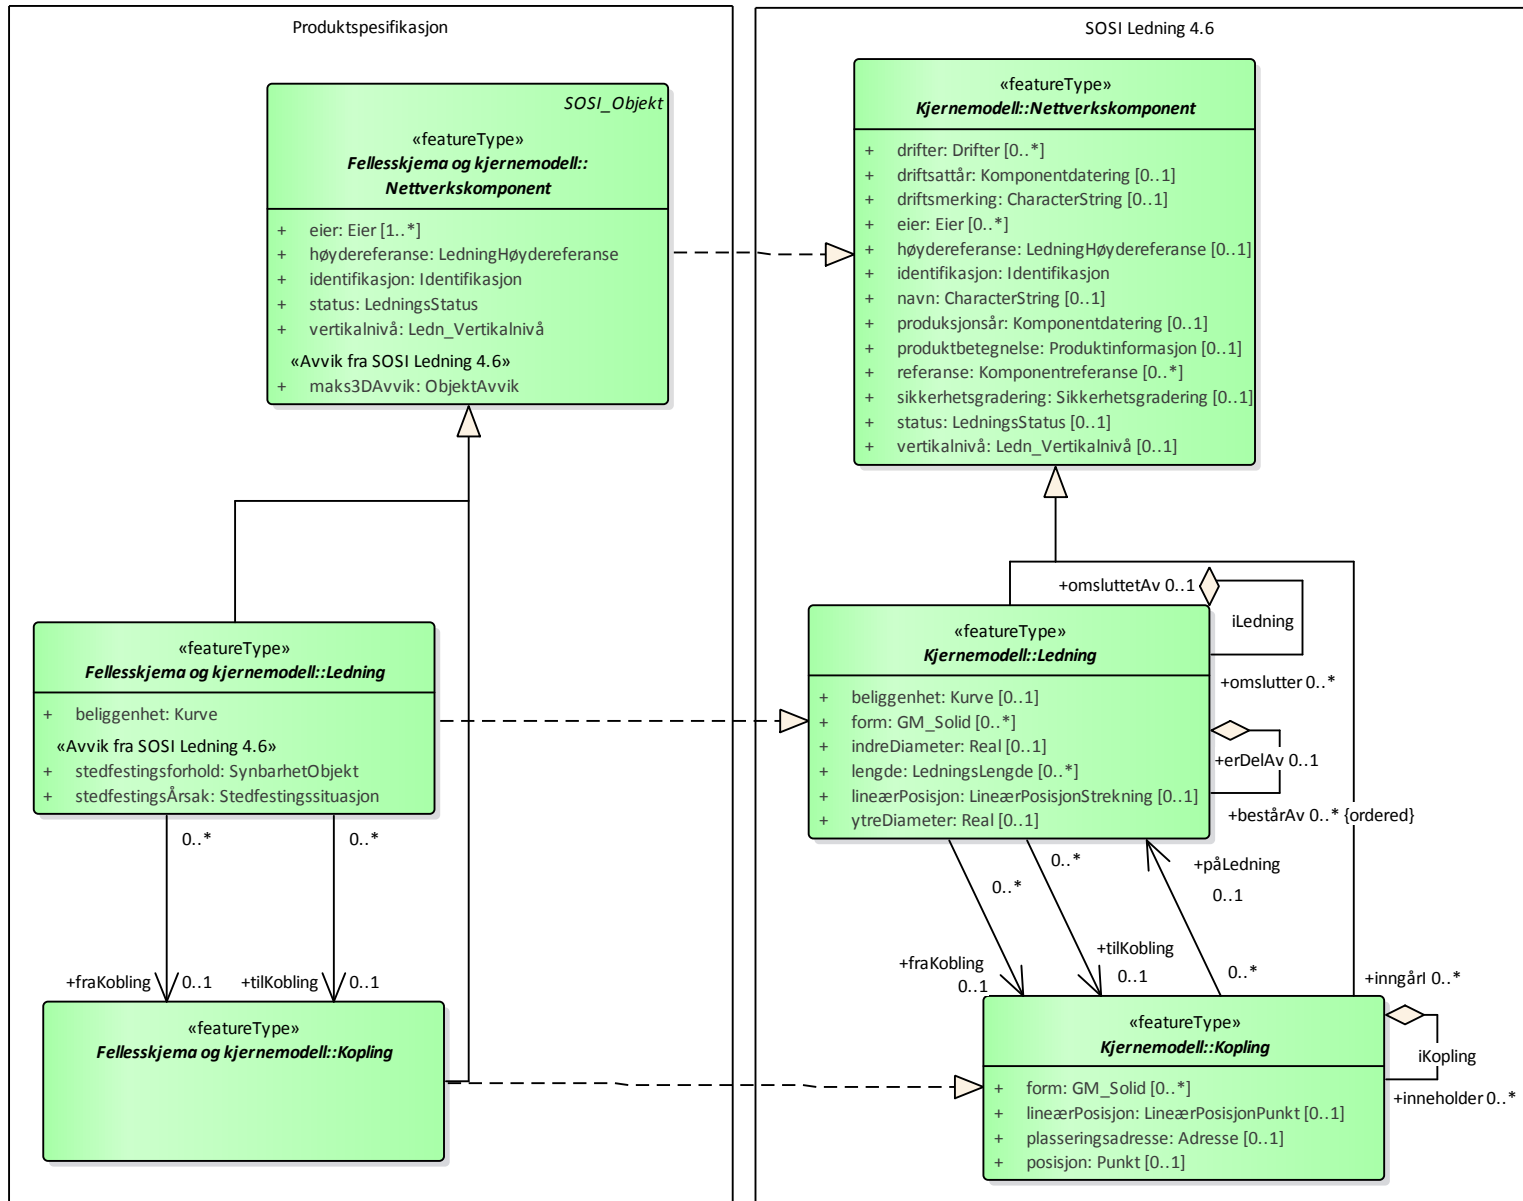 Produktspesifikasjon
SOSI_Objekt
«featureType»
Fellesskjema og kjernemodell::
Nettverkskomponent
+ eier: Eier [1..*]
+ høydereferanse: LedningHøydereferanse
+ identifikasjon: Identifikasjon
+ status: LedningsStatus
+ vertikalnivå: Ledn_Vertikalnivå
«Avvik fra SOSI Ledning 4.6»
+ maks3DAvvik: ObjektAvvik
«featureType»
Fellesskjema og kjernemodell::Ledning
+ beliggenhet: Kurve
«Avvik fra SOSI Ledning 4.6»
+ stedfestingsforhold: SynbarhetObjekt
+ stedfestingsÅrsak: Stedfestingssituasjon
0..*
0..*
+fraKobling
0..1
+tilKobling
0..1
«featureType»
Fellesskjema og kjernemodell::Kopling
SOSI Ledning 4.6
«featureType»
Kjernemodell::Nettverkskomponent
+ drifter: Drifter [0..*]
+ driftsattår: Komponentdatering [0..1]
+ driftsmerking: CharacterString [0..1]
+ eier: Eier [0..*]
+ høydereferanse: LedningHøydereferanse [0..1]
+ identifikasjon: Identifikasjon
+ navn: CharacterString [0..1]
+ produksjonsår: Komponentdatering [0..1]
+ produktbetegnelse: Produktinformasjon [0..1]
+ referanse: Komponentreferanse [0..*]
+ sikkerhetsgradering: Sikkerhetsgradering [0..1]
+ status: LedningsStatus [0..1]
+ vertikalnivå: Ledn_Vertikalnivå [0..1]
+omsluttetAv 0..1
iLedning
+omslutter 0..*
«featureType»
Kjernemodell::Ledning
+ beliggenhet: Kurve [0..1]
+ form: GM_Solid [0..*]
+ indreDiameter: Real [0..1]
+ lengde: LedningsLengde [0..*]
+ lineærPosisjon: LineærPosisjonStrekning [0..1]
+ ytreDiameter: Real [0..1]
+erDelAv 0..1
+bestårAv 0..* {ordered}
0..*
0..*
+påLedning
0..1
+fraKobling
0..1
+tilKobling
0..1
0..*
+inngårI 0..*
iKopling
+inneholder 0..*
«featureType»
Kjernemodell::Kopling
+ form: GM_Solid [0..*]
+ lineærPosisjon: LineærPosisjonPunkt [0..1]
+ plasseringsadresse: Adresse [0..1]
+ posisjon: Punkt [0..1]